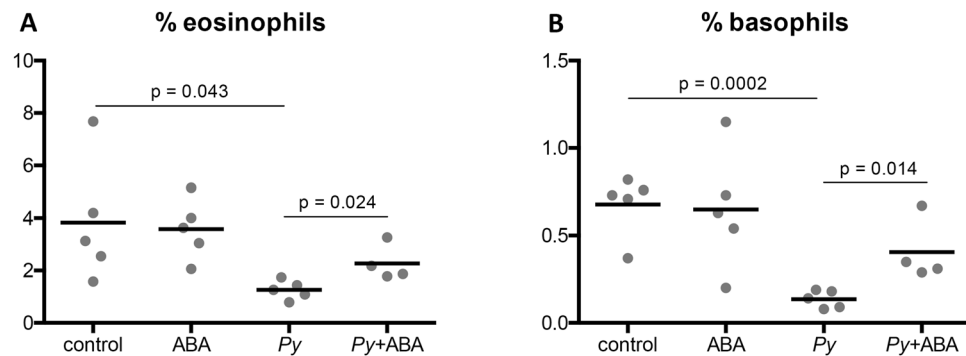 A
% eosinophils
10
8
6
4
2
0
p = 0.043
p = 0.024
control
ABA
Py
Py+ABA
B
% basophils
1.5
1.0
0.5
0.0
p = 0.0002
p = 0.014
control
ABA
Py
Py+ABA